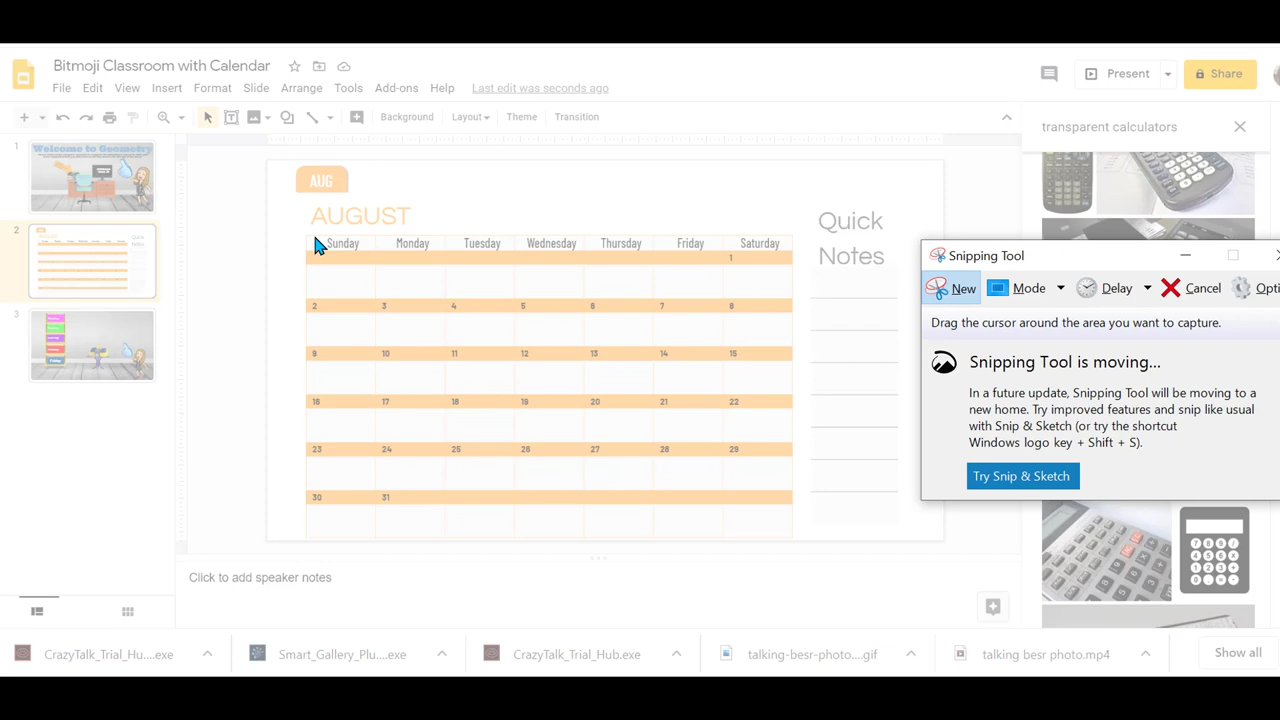 Bitmoji Classroom with Calendar
File Edit View Insert Format Slide Arrange Tools Add-ons Help Last edit was seconds ago
Present
Share
Background Layout Theme Transition
transparent calculators
1
Welcome to Geometry
2
3
AUG
AUGUST
Sunday Monday Tuesday Wednesday Thursday Friday Saturday
1
2 3 4 5 6 7 8
9 10 11 12 13 14 15
16 17 18 19 20 21 22
23 24 25 26 27 28 29
30 31
Quick
Notes
Snipping Tool
New Mode Delay Cancel Opti
Drag the cursor around the area you want to capture.
Snipping Tool is moving...
In a future update, Snipping Tool will be moving to a
new home. Try improved features and snip like usual
with Snip & Sketch (or try the shortcut
Windows logo key + Shift + S).
Try Snip & Sketch
Click to add speaker notes
CrazyTalk_Trial_Hu....exe
Smart_Gallery_Plu....exe
CrazyTalk_Trial_Hub.exe
talking-besr-photo....gif
talking besr photo.mp4
Show all